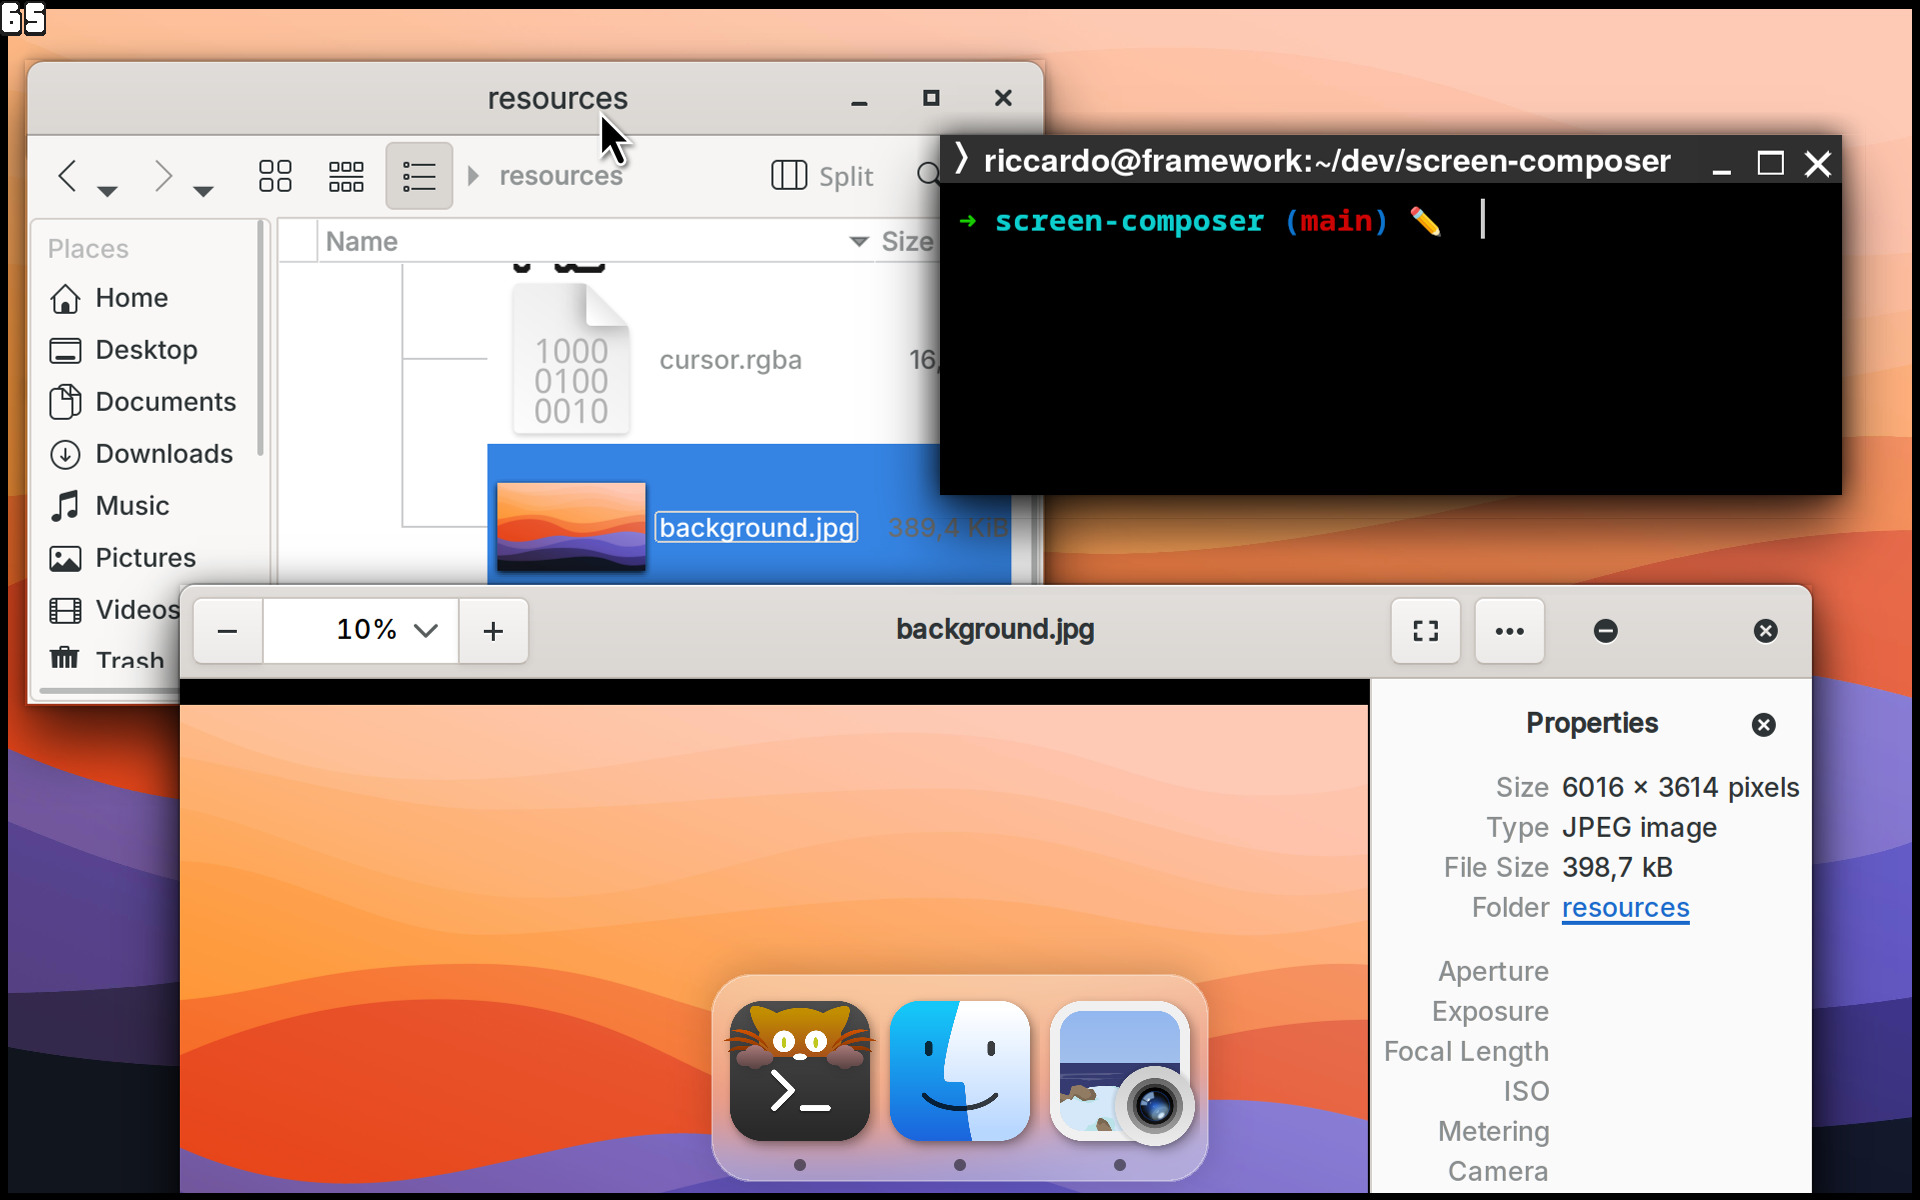 65
resources
resources
Split
Places
Home
Desktop
Documents
Downloads
Music
Pictures
Videos
Trash
Name
Size
1000
0100
0010
cursor.rgba
16,
background.jpg
389,4 KiB
❭ riccardo@framework:~/dev/screen-composer
➜ screen-composer (main) ✏️
10%
background.jpg
Properties
Size 6016 × 3614 pixels
Type JPEG image
File Size 398,7 kB
Folder resources
Aperture
Exposure
Focal Length
ISO
Metering
Camera